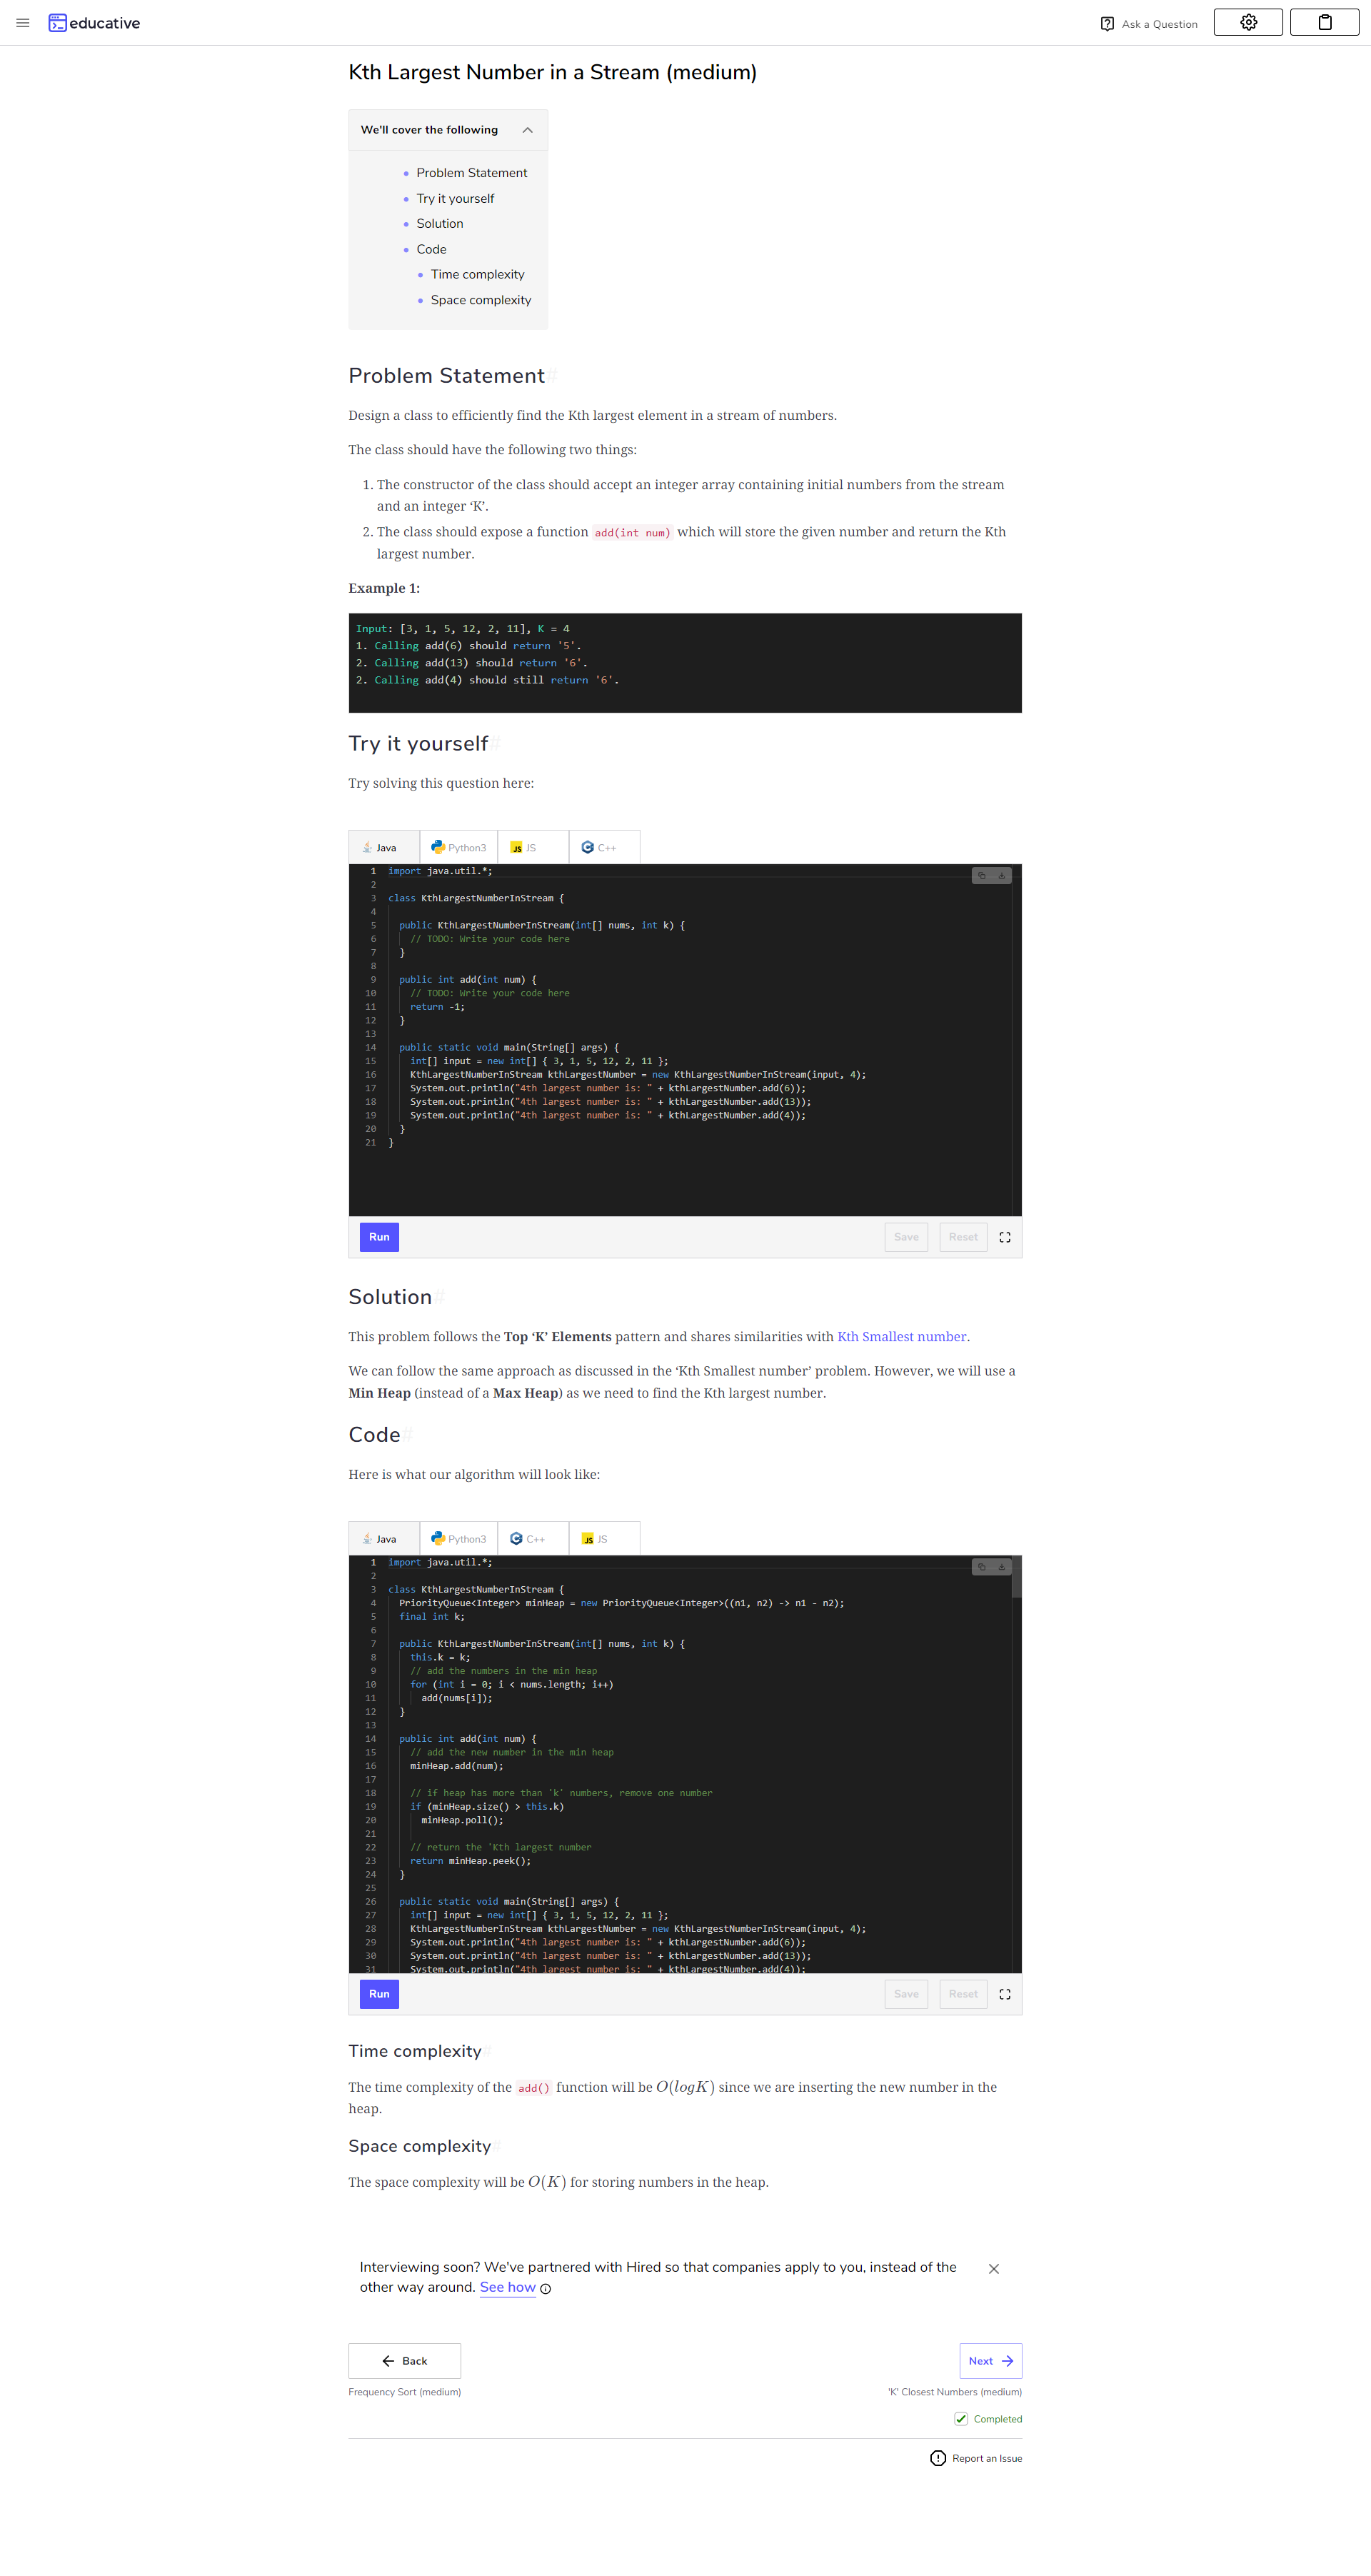 educative
Ask a Question
Kth Largest Number in a Stream (medium)
We'll cover the following
Problem Statement
Try it yourself
Solution
Code
Time complexity
Space complexity
Problem Statement#
Design a class to efficiently find the Kth largest element in a stream of numbers.
The class should have the following two things:
1. The constructor of the class should accept an integer array containing initial numbers from the stream
and an integer ‘K’.
2. The class should expose a function add(int num) which will store the given number and return the Kth
largest number.
Example 1:
Input: [3, 1, 5, 12, 2, 11], K = 4
1. Calling add(6) should return '5'.
2. Calling add(13) should return '6'.
2. Calling add(4) should still return '6'.
Try it yourself#
Try solving this question here:
Java Python3 JS JS C++
1 import java.util.*;
2
3 class KthLargestNumberInStream {
4
5 public KthLargestNumberInStream(int[] nums, int k) {
6 // TODO: Write your code here
7 }
8
9 public int add(int num) {
10 // TODO: Write your code here
11 return -1;
12 }
13
14 public static void main(String[] args) {
15 int[] input = new int[] { 3, 1, 5, 12, 2, 11 };
16 KthLargestNumberInStream kthLargestNumber = new KthLargestNumberInStream(input, 4);
17 System.out.println("4th largest number is: " + kthLargestNumber.add(6));
18 System.out.println("4th largest number is: " + kthLargestNumber.add(13));
19 System.out.println("4th largest number is: " + kthLargestNumber.add(4));
20 }
21 }
Run Save Reset
Solution#
This problem follows the Top ‘K’ Elements pattern and shares similarities with Kth Smallest number.
We can follow the same approach as discussed in the ‘Kth Smallest number’ problem. However, we will use a
Min Heap (instead of a Max Heap) as we need to find the Kth largest number.
Code#
Here is what our algorithm will look like:
Java Python3 C++ JS JS
1 import java.util.*;
2
3 class KthLargestNumberInStream {
4 PriorityQueue<Integer> minHeap = new PriorityQueue<Integer>((n1, n2) -> n1 - n2);
5 final int k;
6
7 public KthLargestNumberInStream(int[] nums, int k) {
8 this.k = k;
9 // add the numbers in the min heap
10 for (int i = 0; i < nums.length; i++)
11 add(nums[i]);
12 }
13
14 public int add(int num) {
15 // add the new number in the min heap
16 minHeap.add(num);
17
18 // if heap has more than 'k' numbers, remove one number
19 if (minHeap.size() > this.k)
20 minHeap.poll();
21
22 // return the 'Kth largest number
23 return minHeap.peek();
24 }
25
26 public static void main(String[] args) {
27 int[] input = new int[] { 3, 1, 5, 12, 2, 11 };
28 KthLargestNumberInStream kthLargestNumber = new KthLargestNumberInStream(input, 4);
29 System.out.println("4th largest number is: " + kthLargestNumber.add(6));
30 System.out.println("4th largest number is: " + kthLargestNumber.add(13));
31 System.out.println("4th largest number is: " + kthLargestNumber.add(4));
Run Save Reset
Time complexity#
The time complexity of the add() function will be O(logK) since we are inserting the new number in the
heap.
Space complexity#
The space complexity will be O(K) for storing numbers in the heap.
Interviewing soon? We've partnered with Hired so that companies apply to you, instead of the
other way around. See how
Back Next
Frequency Sort (medium) 'K' Closest Numbers (medium)
Completed
Report an Issue